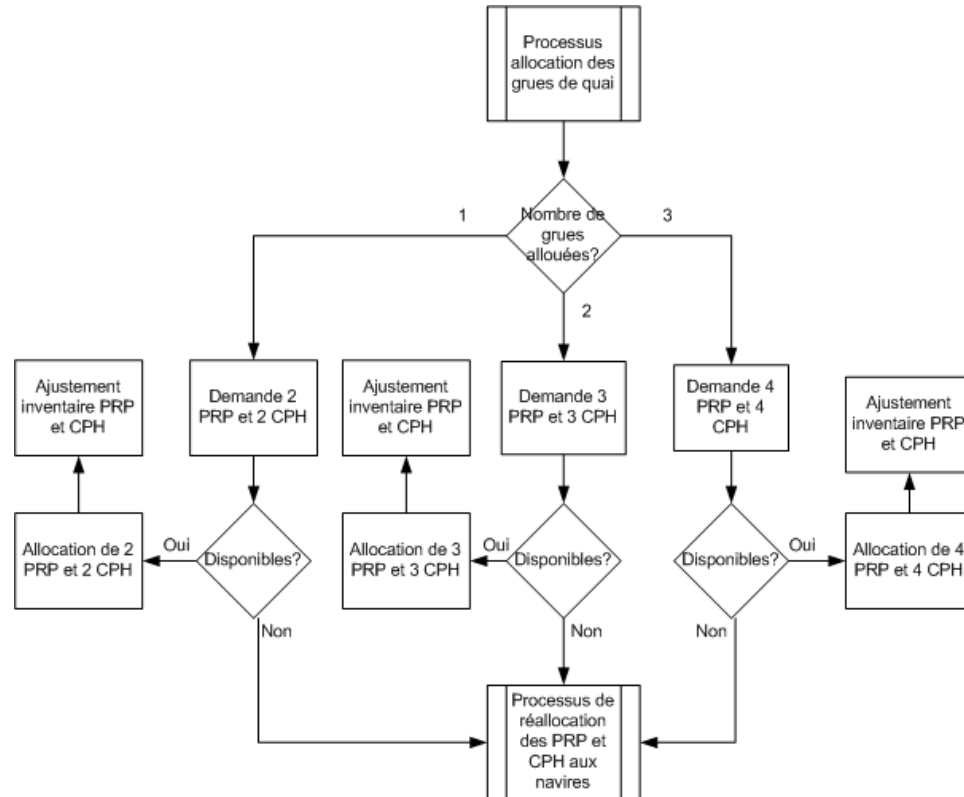 Processus
allocation des
grues de quai
Nombre de
grues
allouées?
1
3
2
Ajustement
inventaire PRP
et CPH
Demande 2
PRP et 2 CPH
Ajustement
inventaire PRP
et CPH
Demande 3
PRP et 3 CPH
Demande 4
PRP et 4
CPH
Ajustement
inventaire PRP
et CPH
Allocation de 2
PRP et 2 CPH
Oui
Disponibles?
Allocation de 3
PRP et 3 CPH
Oui
Disponibles?
Disponibles?
Oui
Allocation de 4
PRP et 4 CPH
Non
Non
Non
Processus de
réallocation
des PRP et
CPH aux
navires